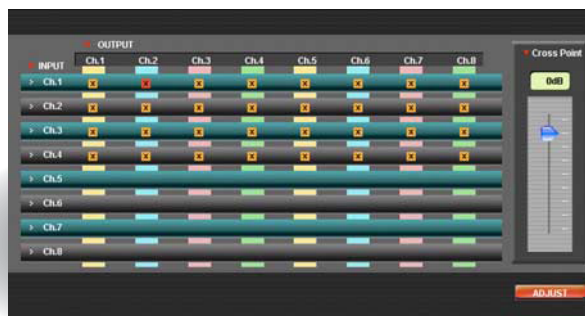 OUTPUT
INPUT
Ch.1 Ch.2 Ch.3 Ch.4 Ch.5 Ch.6 Ch.7 Ch.8
Cross Point
0dB
Ch.1 X X X X X X X X
Ch.2 X X X X X X X X
Ch.3 X X X X X X X X
Ch.4 X X X X X X X X
Ch.5
Ch.6
Ch.7
Ch.8
ADJUST